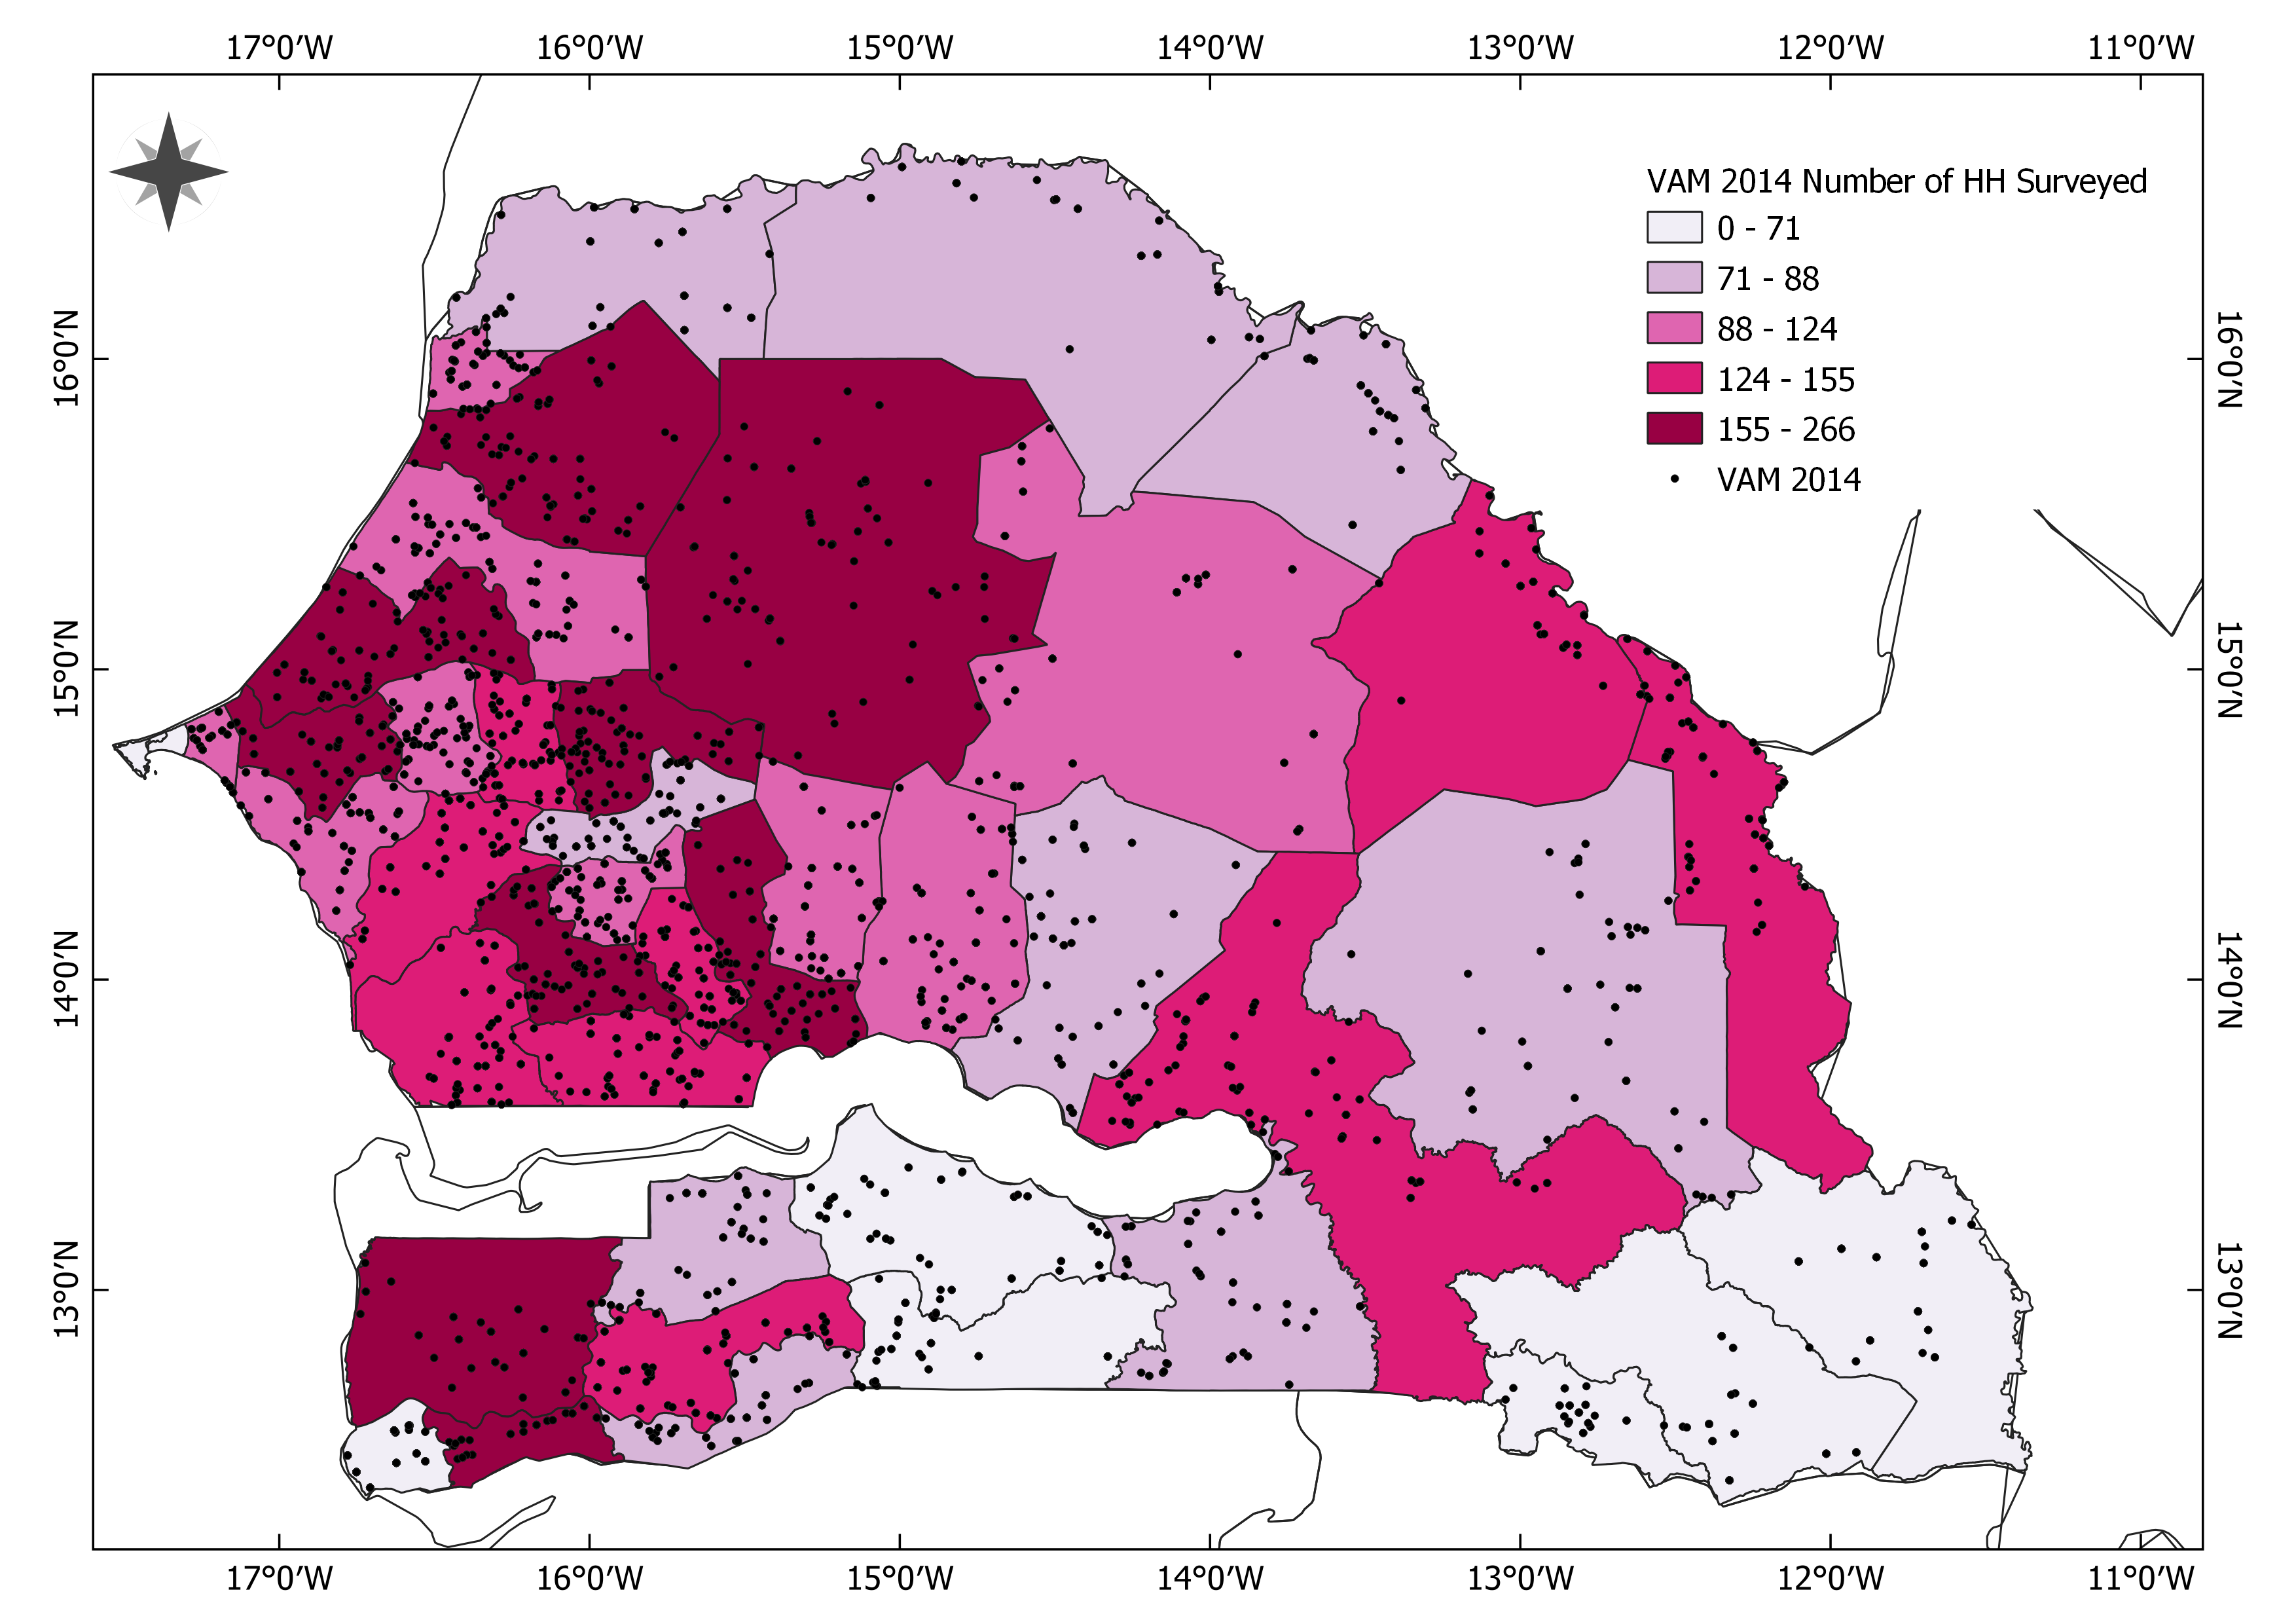 17°0′W 16°0′W 15°0′W 14°0′W 13°0′W 12°0′W 11°0′W
VAM 2014 Number of HH Surveyed
0 - 71
71 - 88
88 - 124
124 - 155
155 - 266
VAM 2014
16°0′N 16°0′N
15°0′N 15°0′N
14°0′N 14°0′N
13°0′N 13°0′N
17°0′W 16°0′W 15°0′W 14°0′W 13°0′W 12°0′W 11°0′W